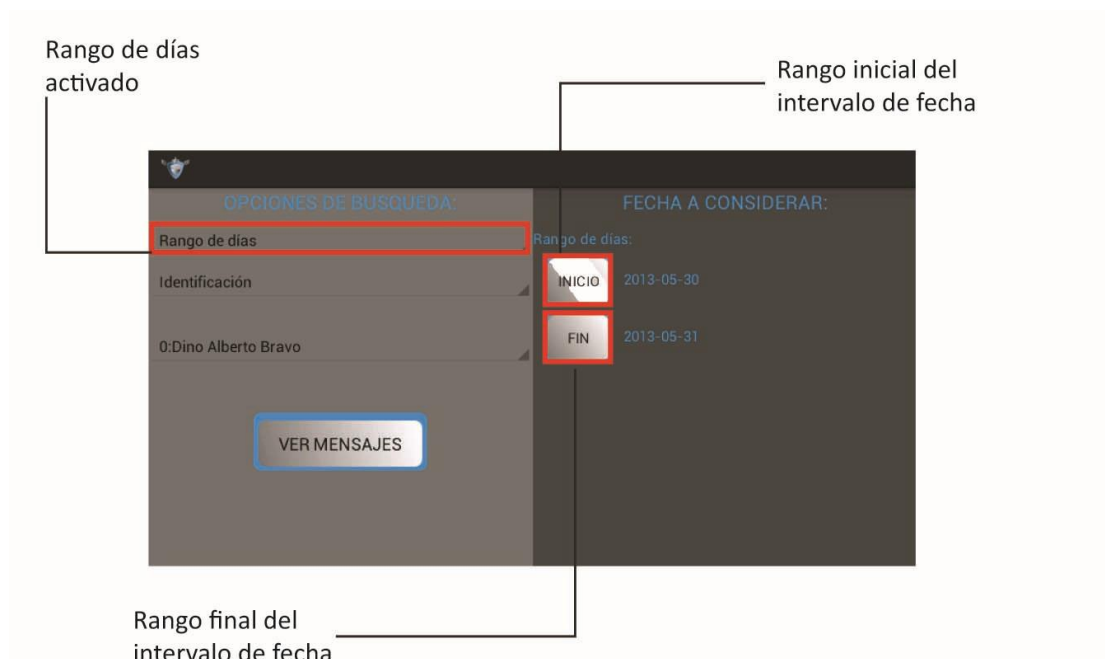 Rango de días
activado
Rango inicial del
intervalo de fecha
OPCIONES DE BUSQUEDA:
FECHA A CONSIDERAR:
Rango de días
Rango de días:
Identificación
INICIO
2013-05-30
0:Dino Alberto Bravo
FIN
2013-05-31
VER MENSAJES
Rango final del
intervalo de fecha